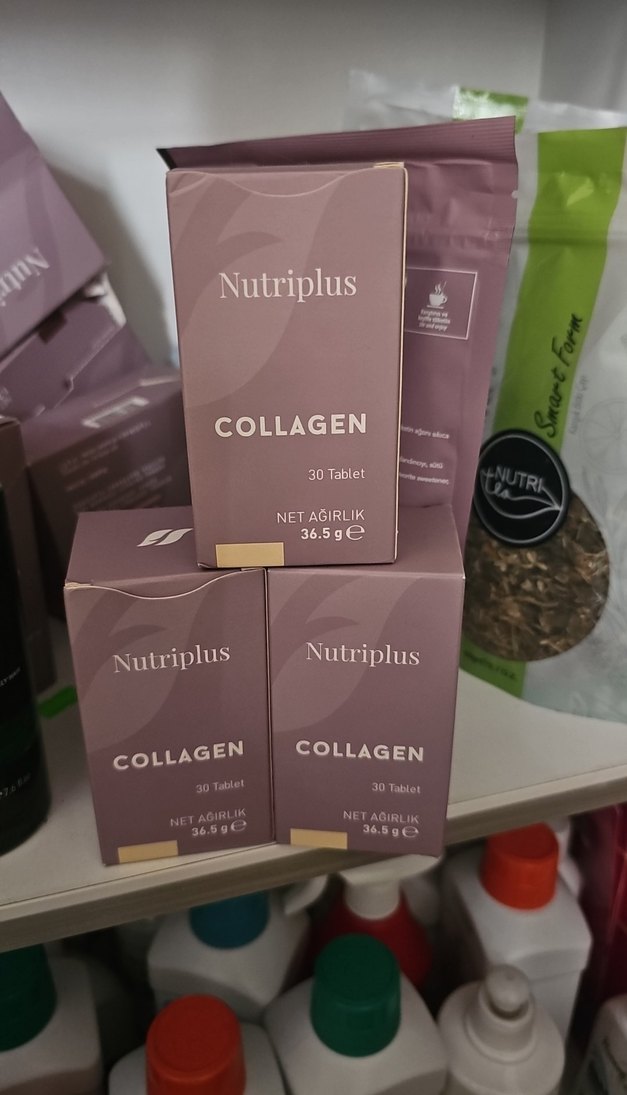 Nutriplus
COLLAGEN
30 Tablet
NET AĞIRLIK
36.5 g ℮
Nutriplus
COLLAGEN
30 Tablet
NET AĞIRLIK
36.5 g ℮
Nutriplus
COLLAGEN
30 Tablet
NET AĞIRLIK
36.5 g ℮
Smart Form
NUTRI
tea
Nutri